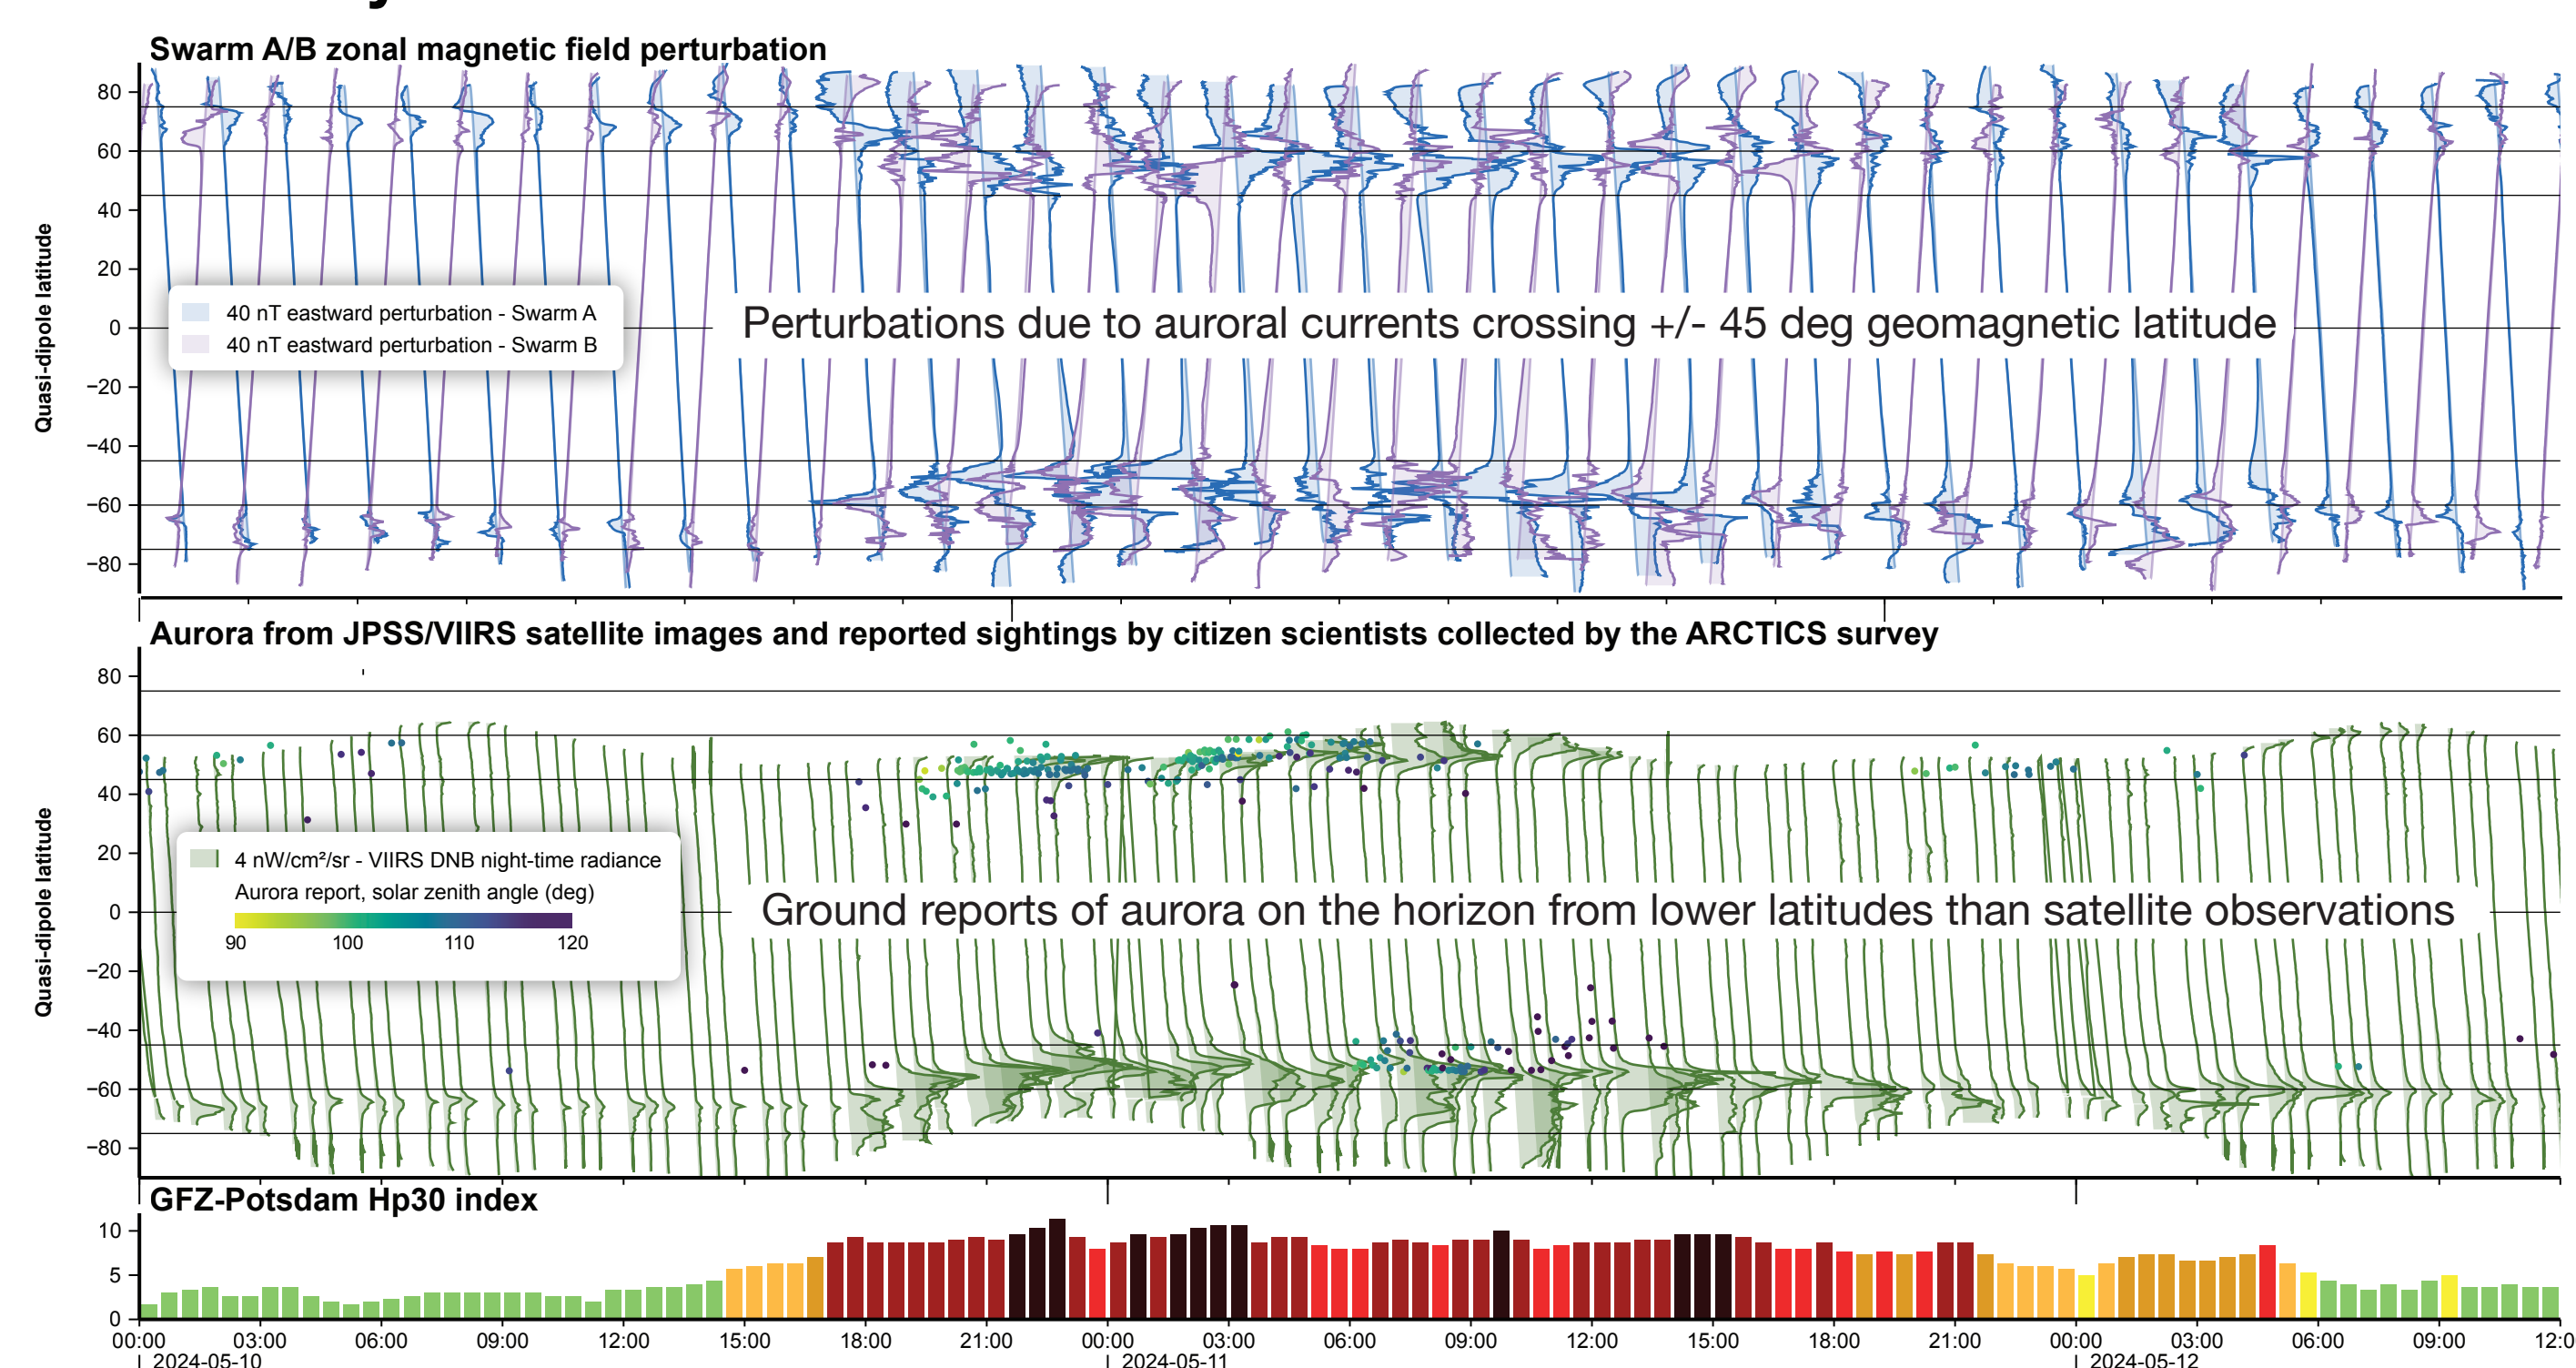 Swarm A/B zonal magnetic field perturbation
80
60
40
20
0
−20
−40
−60
−80
Quasi-dipole latitude
40 nT eastward perturbation - Swarm A
40 nT eastward perturbation - Swarm B
Perturbations due to auroral currents crossing +/- 45 deg geomagnetic latitude
Aurora from JPSS/VIIRS satellite images and reported sightings by citizen scientists collected by the ARCTICS survey
80
60
40
20
0
−20
−40
−60
−80
Quasi-dipole latitude
4 nW/cm²/sr - VIIRS DNB night-time radiance
Aurora report, solar zenith angle (deg)
90 100 110 120
Ground reports of aurora on the horizon from lower latitudes than satellite observations
GFZ-Potsdam Hp30 index
10
5
0
00:00 03:00 06:00 09:00 12:00 15:00 18:00 21:00 00:00 03:00 06:00 09:00 12:00 15:00 18:00 21:00 00:00 03:00 06:00 09:00 12:0
2024-05-10 2024-05-11 2024-05-12